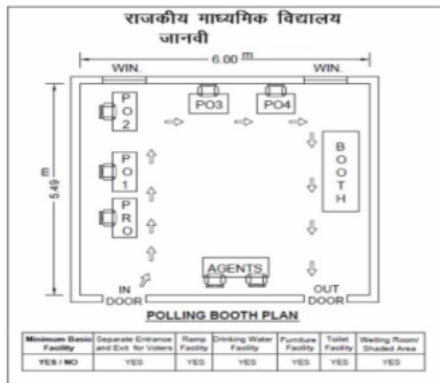 राजकीय माध्यमिक विद्यालय
जानवी
6.00 m
WIN.
WIN.
PO2
PO3
PO4
5.49 m
PO1
PRO
BOOTH
AGENTS
IN
DOOR
OUT
DOOR
POLLING BOOTH PLAN
Minimum Basic Facility
Separate Entrance and Exit for Voters
Ramp Facility
Drinking Water Facility
Furniture Facility
Toilet Facility
Waiting Room/ Shaded Area
YES / NO
YES
YES
YES
YES
YES
YES